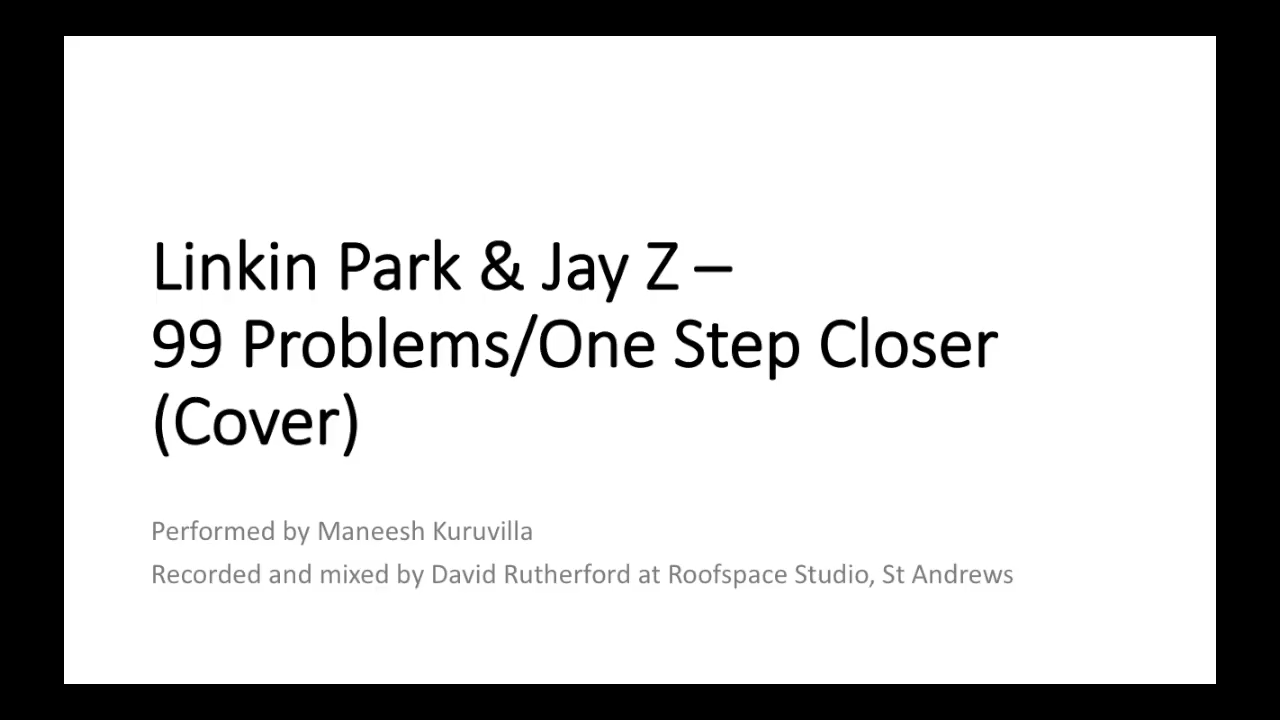 Linkin Park & Jay Z –
99 Problems/One Step Closer
(Cover)
Performed by Maneesh Kuruvilla
Recorded and mixed by David Rutherford at Roofspace Studio, St Andrews